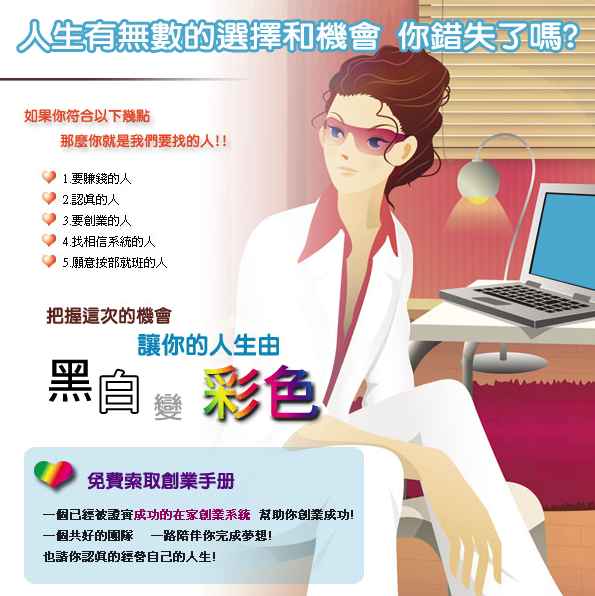 人生有無數的選擇和機會 你錯失了嗎?
如果你符合以下幾點
那麼你就是我們要找的人!!
1.要賺錢的人
2.認真的人
3.要創業的人
4.找相信系統的人
5.願意按部就班的人
把握這次的機會
讓你的人生由
黑白變彩色
免費索取創業手册
一個已經被證實成功的在家創業系統 幫助你創業成功!
一個共好的團隊 一路陪伴你完成夢想!
也請你認真的經營自己的人生!